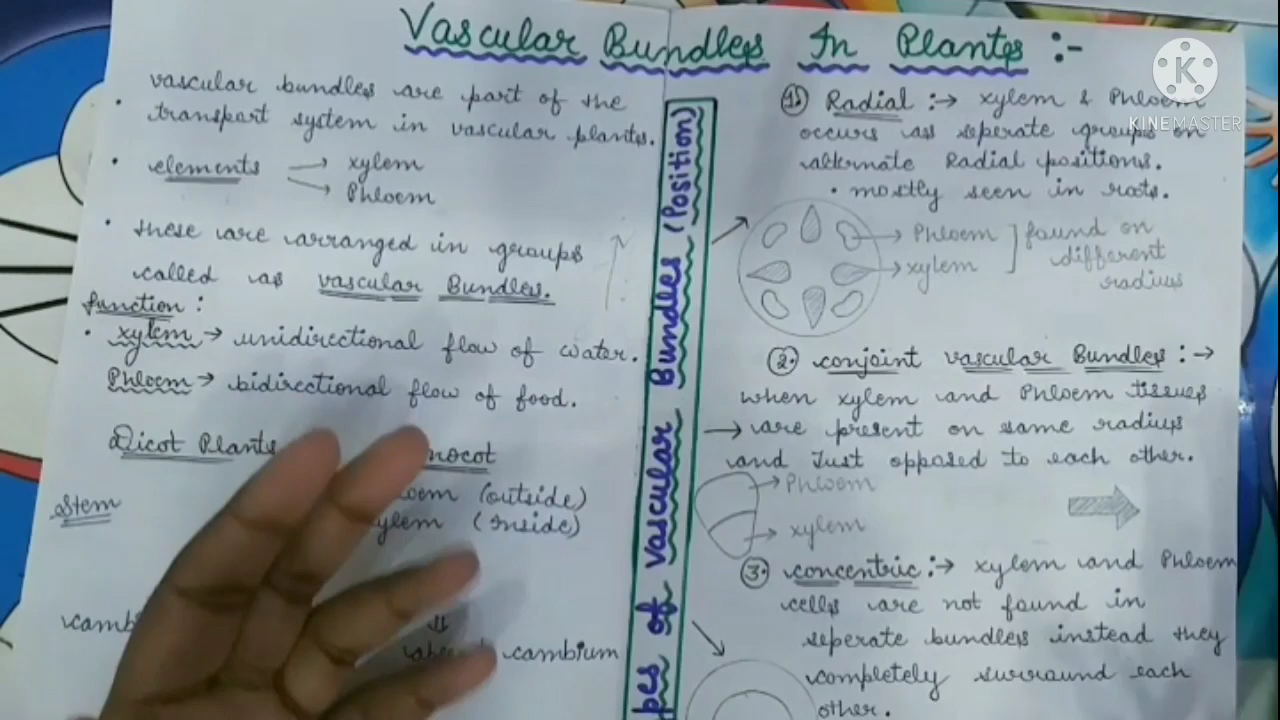 Vascular Bundles In Plants :-
• vascular bundles are part of the
transport system in vascular plants.
• elements → xylem
→ Phloem
• these are arranged in groups
called as vascular Bundles.
function :
• xylem → unidirectional flow of water.
Phloem → bidirectional flow of food.
Dicot Plants
Stem
(outside)
(inside)
cambium
of Vascular Bundles (Position)
1) Radial :→ xylem & Phloem
occurs as seperate groups on
alternate Radial positions.
• mostly seen in roots.
→ Phloem ] found on
→ xylem different
radius
2. conjoint vascular Bundles :→
when xylem and Phloem tissues
→ are present on same radius
and Just opposed to each other.
→ Phloem
→ xylem
3. concentric :→ xylem and Phloem
cells are not found in
seperate bundles instead they
completely surround each
other.
K
KINEMASTER